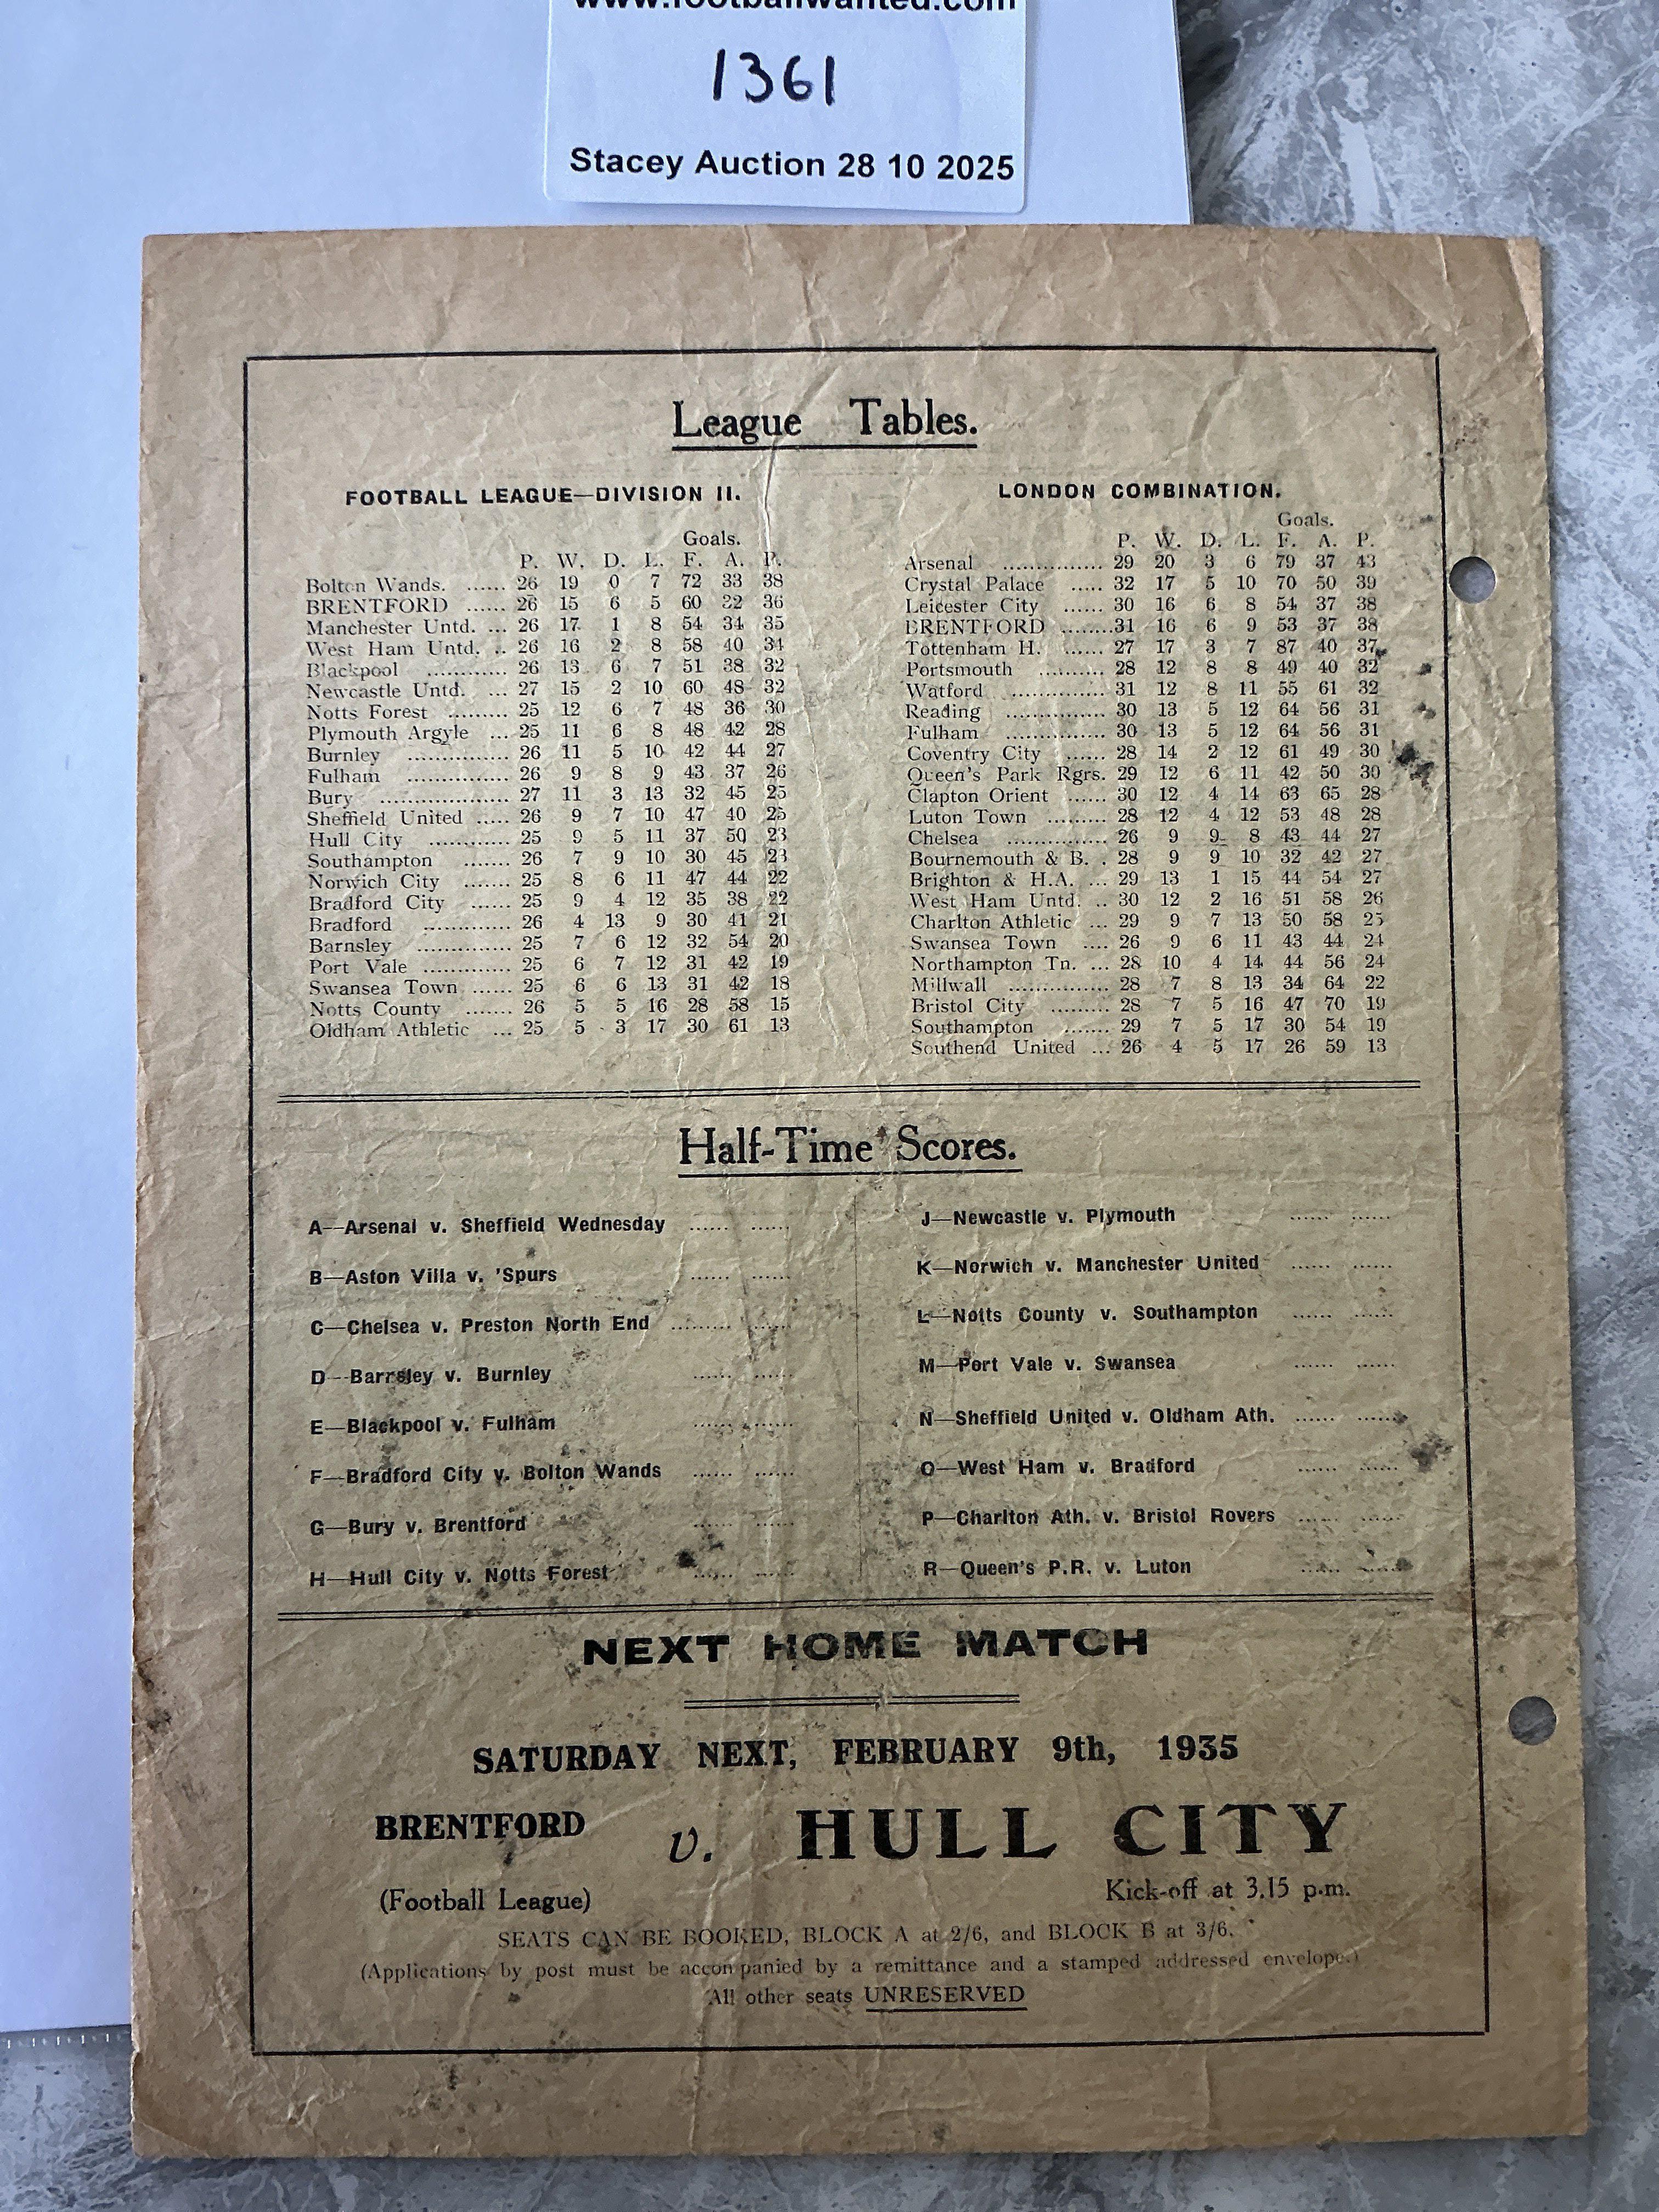 www.footballwanted.com
1361
Stacey Auction 28 10 2025
League Tables.
FOOTBALL LEAGUE—DIVISION II.
Goals.
P. W. D. L. F. A. P.
Bolton Wands. ...... 26 19 0 7 72 33 38
BRENTFORD ...... 26 15 6 5 60 32 36
Manchester Untd. ... 26 17 1 8 54 34 35
West Ham Untd. .. 26 16 2 8 58 40 34
Blackpool ............ 26 13 6 7 51 38 32
Newcastle Untd. ... 27 15 2 10 60 48 32
Notts Forest ......... 25 12 6 7 48 36 30
Plymouth Argyle ... 25 11 6 8 48 42 28
Burnley ............... 26 11 5 10 42 44 27
Fulham ............... 26 9 8 9 43 37 26
Bury .................... 27 11 3 13 32 45 25
Sheffield United ..... 26 9 7 10 47 40 25
Hull City ............ 25 9 5 11 37 50 23
Southampton ....... 26 7 9 10 30 45 23
Norwich City ....... 25 8 6 11 47 44 22
Bradford City ...... 25 9 4 12 35 38 22
Bradford ............. 26 4 13 9 30 41 21
Barnsley .............. 25 7 6 12 32 54 20
Port Vale ............. 25 6 7 12 31 42 19
Swansea Town ...... 25 6 6 13 31 42 18
Notts County ....... 26 5 5 16 28 58 15
Oldham Athletic ... 25 5 3 17 30 61 13
LONDON COMBINATION.
Goals.
P. W. D. L. F. A. P.
Arsenal ............... 29 20 3 6 79 37 43
Crystal Palace ..... 32 17 5 10 70 50 39
Leicester City ...... 30 16 6 8 54 37 38
BRENTFORD ........31 16 6 9 53 37 38
Tottenham H. ...... 27 17 3 7 87 40 37
Portsmouth .......... 28 12 8 8 49 40 32
Watford .............. 31 12 8 11 55 61 32
Reading ............... 30 13 5 12 64 56 31
Fulham ............... 30 13 5 12 64 56 31
Coventry City ...... 28 14 2 12 61 49 30
Queen's Park Rgrs. 29 12 6 11 42 50 30
Clapton Orient ...... 30 12 4 14 63 65 28
Luton Town ......... 28 12 4 12 53 48 28
Chelsea ............... 26 9 9 8 43 44 27
Bournemouth & B. . 28 9 9 10 32 42 27
Brighton & H.A. ... 29 13 1 15 44 54 27
West Ham Untd. .. 30 12 2 16 51 58 26
Charlton Athletic ... 29 9 7 13 50 58 25
Swansea Town .... 26 9 6 11 43 44 24
Northampton Tn. ... 28 10 4 14 44 56 24
Millwall ............... 28 7 8 13 34 64 22
Bristol City ......... 28 7 5 16 47 70 19
Southampton ....... 29 7 5 17 30 54 19
Southend United ... 26 4 5 17 26 59 13
Half-Time Scores.
A—Arsenal v. Sheffield Wednesday ...... ......
B—Aston Villa v. 'Spurs ...... ......
C—Chelsea v. Preston North End ......... ......
D—Barnsley v. Burnley ...... ......
E—Blackpool v. Fulham ...... ......
F—Bradford City v. Bolton Wands ...... ......
G—Bury v. Brentford ...... ......
H—Hull City v. Notts Forest ...... ......
J—Newcastle v. Plymouth ...... ......
K—Norwich v. Manchester United ...... ......
L—Notts County v. Southampton ...... ......
M—Port Vale v. Swansea ...... ......
N—Sheffield United v. Oldham Ath. ...... ......
O—West Ham v. Bradford ...... ......
P—Charlton Ath. v. Bristol Rovers ...... ......
R—Queen's P.R. v. Luton ...... ......
NEXT HOME MATCH
SATURDAY NEXT, FEBRUARY 9th, 1935
BRENTFORD v. HULL CITY
(Football League) Kick-off at 3.15 p.m.
SEATS CAN BE BOOKED, BLOCK A at 2/6, and BLOCK B at 3/6.
(Applications by post must be accompanied by a remittance and a stamped addressed envelope.)
All other seats UNRESERVED